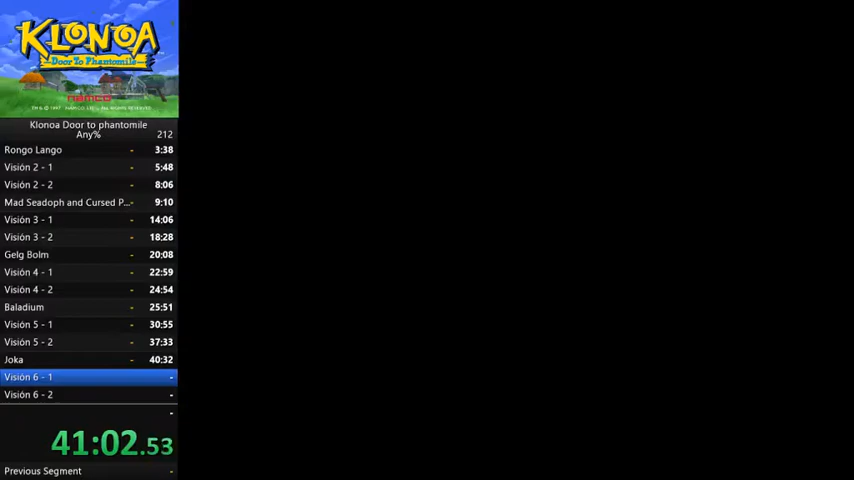 KLONOA
Door To Phantomile
namco
Klonoa Door to phantomile
Any% 212
Rongo Lango - 3:38
Visión 2 - 1 - 5:48
Visión 2 - 2 - 8:06
Mad Seadoph and Cursed P... - 9:10
Visión 3 - 1 - 14:06
Visión 3 - 2 - 18:28
Gelg Bolm - 20:08
Visión 4 - 1 - 22:59
Visión 4 - 2 - 24:54
Baladium - 25:51
Visión 5 - 1 - 30:55
Visión 5 - 2 - 37:33
Joka - 40:32
Visión 6 - 1 -
Visión 6 - 2 -
-
41:02.53
Previous Segment -